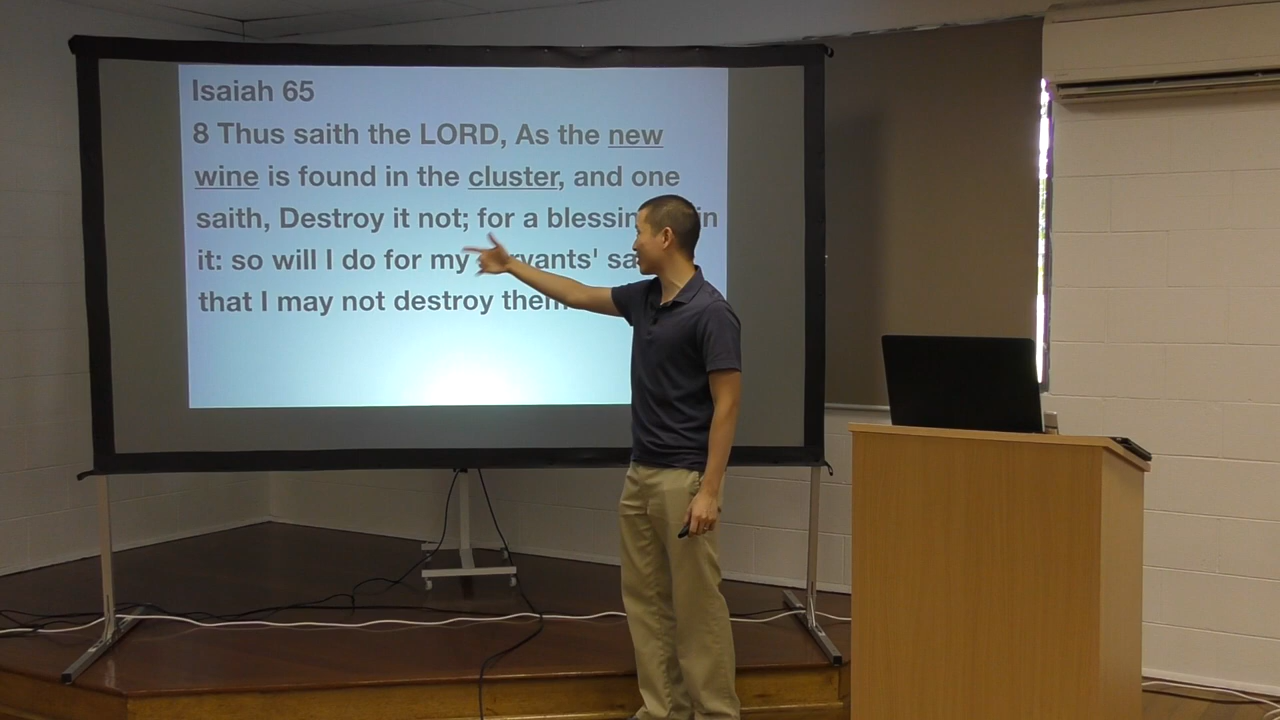 Isaiah 65
8 Thus saith the LORD, As the new
wine is found in the cluster, and one
saith, Destroy it not; for a in
it: so will I do for my
that I may not destroy